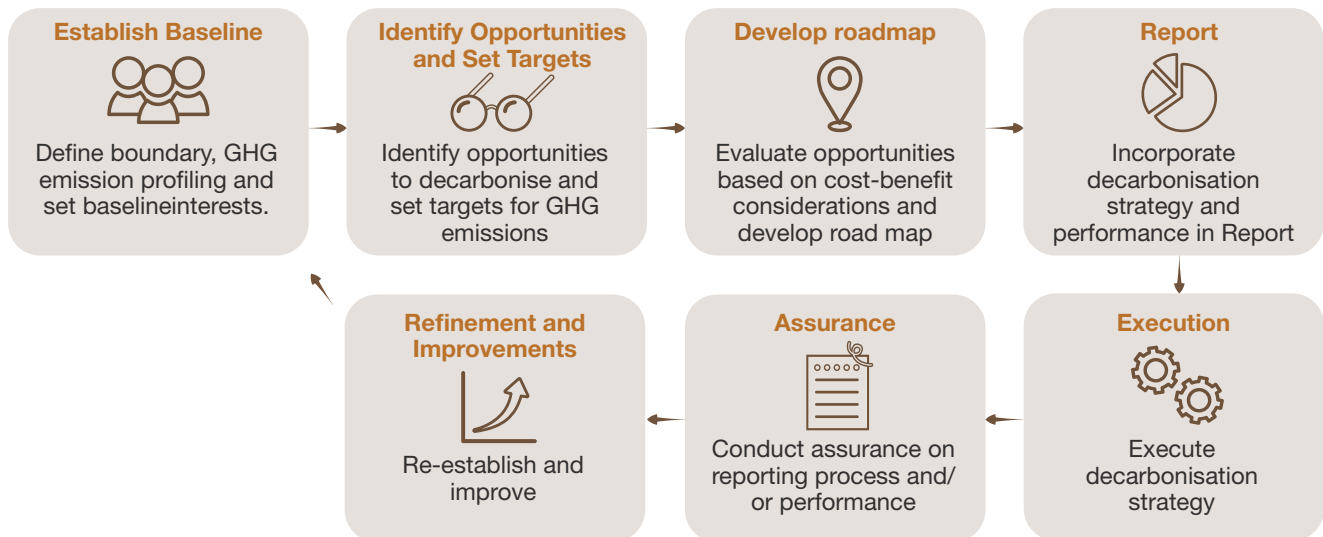 Establish Baseline
Define boundary, GHG
emission profiling and
set baselineinterests.
Identify Opportunities
and Set Targets
Identify opportunities
to decarbonise and
set targets for GHG
emissions
Develop roadmap
Evaluate opportunities
based on cost-benefit
considerations and
develop road map
Report
Incorporate
decarbonisation
strategy and
performance in Report
Execution
Execute
decarbonisation
strategy
Assurance
Conduct assurance on
reporting process and/
or performance
Refinement and
Improvements
Re-establish and
improve